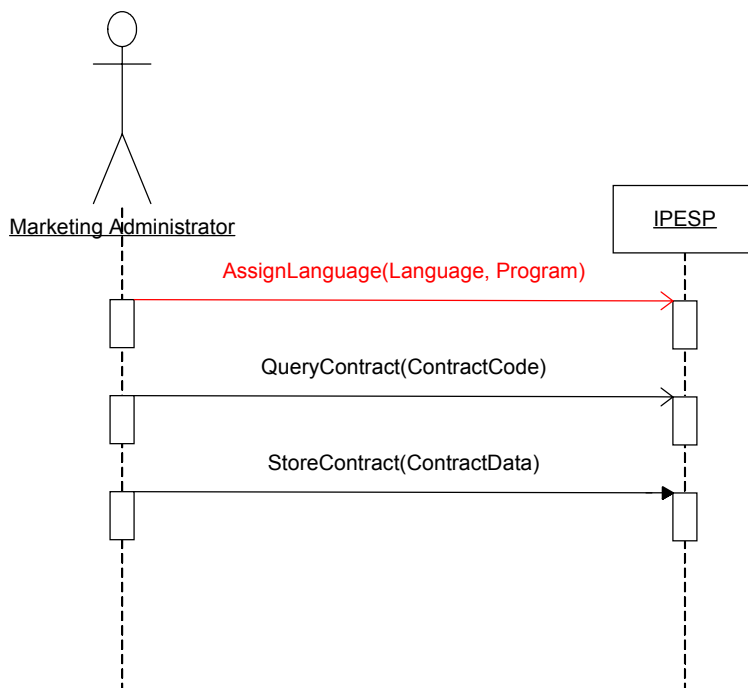 Marketing Administrator
IPESP
AssignLanguage(Language, Program)
QueryContract(ContractCode)
StoreContract(ContractData)